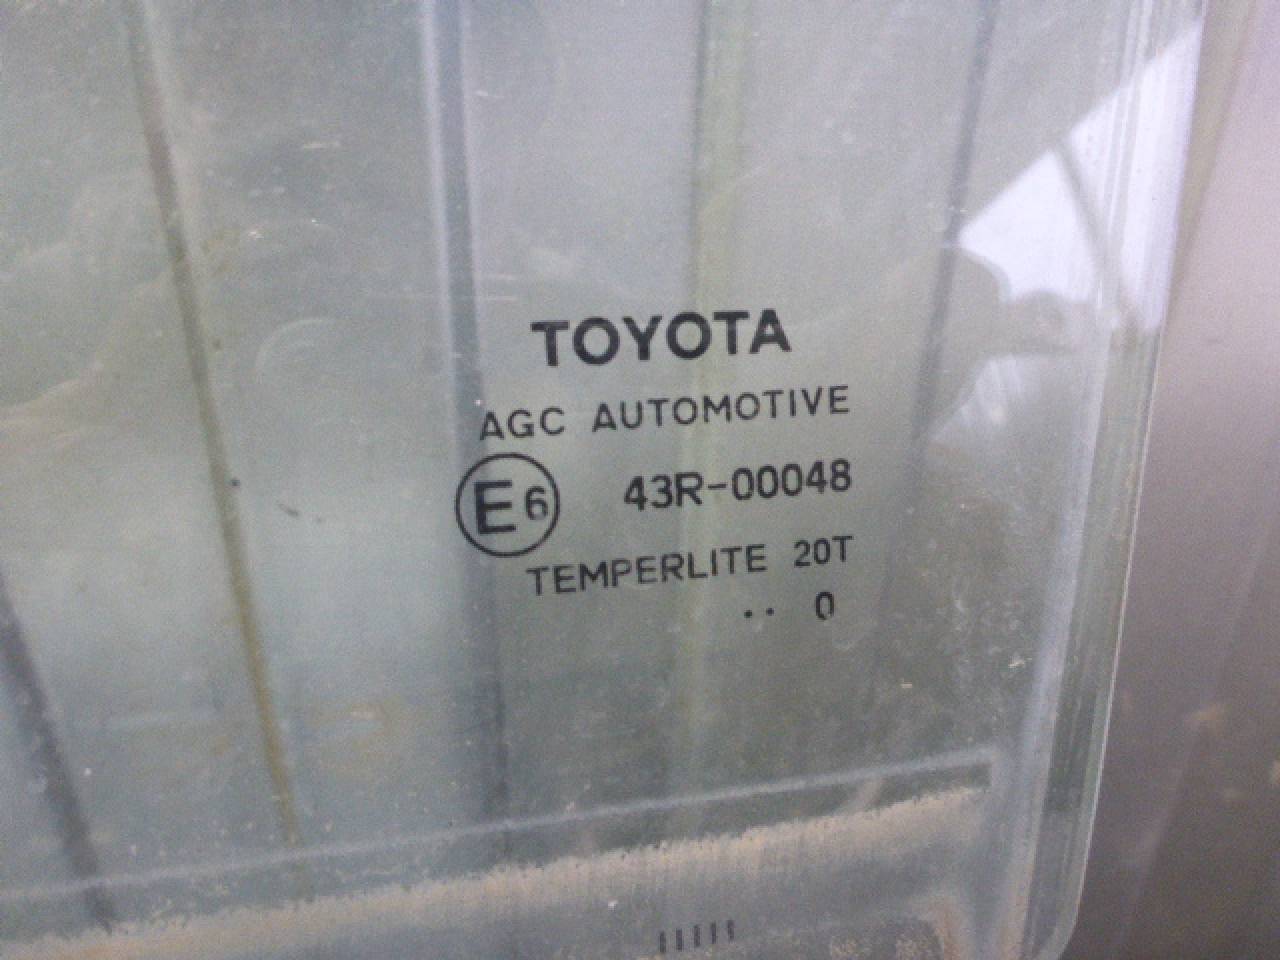 TOYOTA
AGC AUTOMOTIVE
E6 43R-00048
TEMPERLITE 20T
.. 0